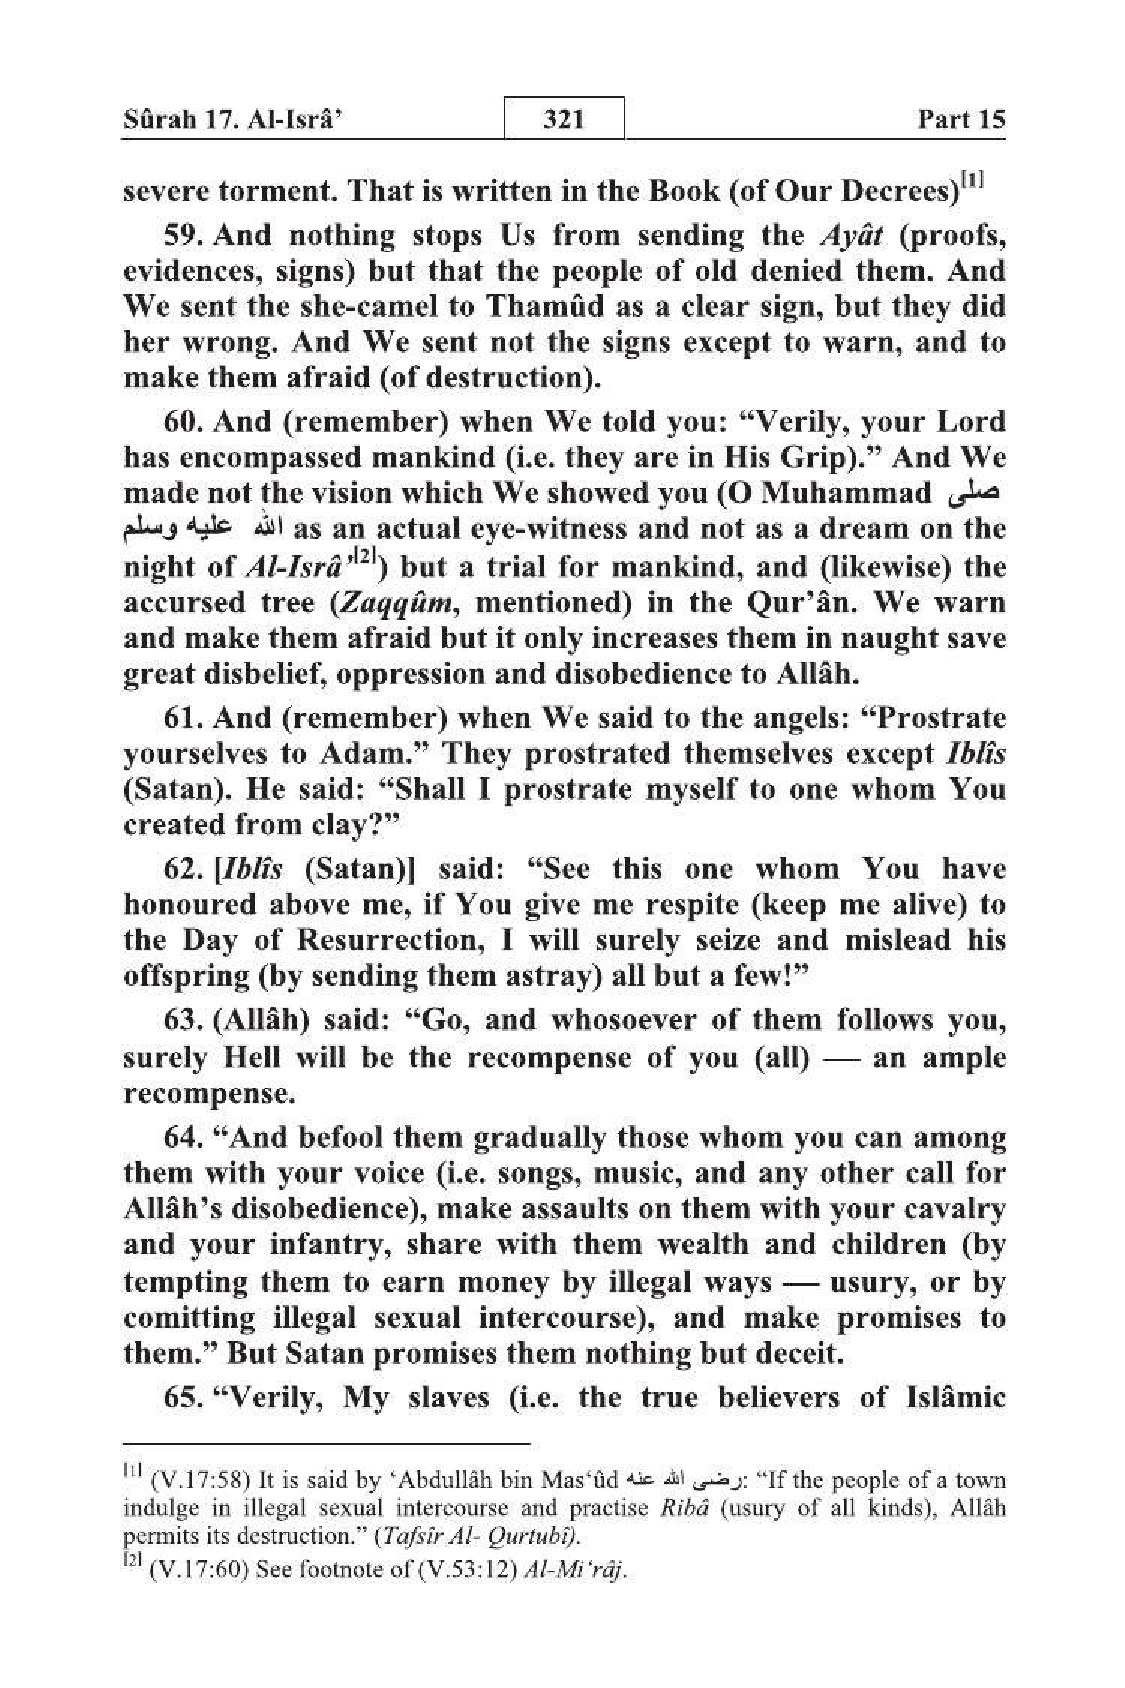 Sûrah 17. Al-Isrâ’ 321 Part 15
severe torment. That is written in the Book (of Our Decrees)[1]
59. And nothing stops Us from sending the Ayât (proofs,
evidences, signs) but that the people of old denied them. And
We sent the she-camel to Thamûd as a clear sign, but they did
her wrong. And We sent not the signs except to warn, and to
make them afraid (of destruction).
60. And (remember) when We told you: “Verily, your Lord
has encompassed mankind (i.e. they are in His Grip).” And We
made not the vision which We showed you (O Muhammad صلى
الله عليه وسلم as an actual eye-witness and not as a dream on the
night of Al-Isrâ’[2]) but a trial for mankind, and (likewise) the
accursed tree (Zaqqûm, mentioned) in the Qur’ân. We warn
and make them afraid but it only increases them in naught save
great disbelief, oppression and disobedience to Allâh.
61. And (remember) when We said to the angels: “Prostrate
yourselves to Adam.” They prostrated themselves except Iblîs
(Satan). He said: “Shall I prostrate myself to one whom You
created from clay?”
62. [Iblîs (Satan)] said: “See this one whom You have
honoured above me, if You give me respite (keep me alive) to
the Day of Resurrection, I will surely seize and mislead his
offspring (by sending them astray) all but a few!”
63. (Allâh) said: “Go, and whosoever of them follows you,
surely Hell will be the recompense of you (all) — an ample
recompense.
64. “And befool them gradually those whom you can among
them with your voice (i.e. songs, music, and any other call for
Allâh’s disobedience), make assaults on them with your cavalry
and your infantry, share with them wealth and children (by
tempting them to earn money by illegal ways — usury, or by
comitting illegal sexual intercourse), and make promises to
them.” But Satan promises them nothing but deceit.
65. “Verily, My slaves (i.e. the true believers of Islâmic
[1] (V.17:58) It is said by ‘Abdullâh bin Mas‘ûd رضى الله عنه: “If the people of a town
indulge in illegal sexual intercourse and practise Ribâ (usury of all kinds), Allâh
permits its destruction.” (Tafsîr Al- Qurtubî).
[2] (V.17:60) See footnote of (V.53:12) Al-Mi‘râj.